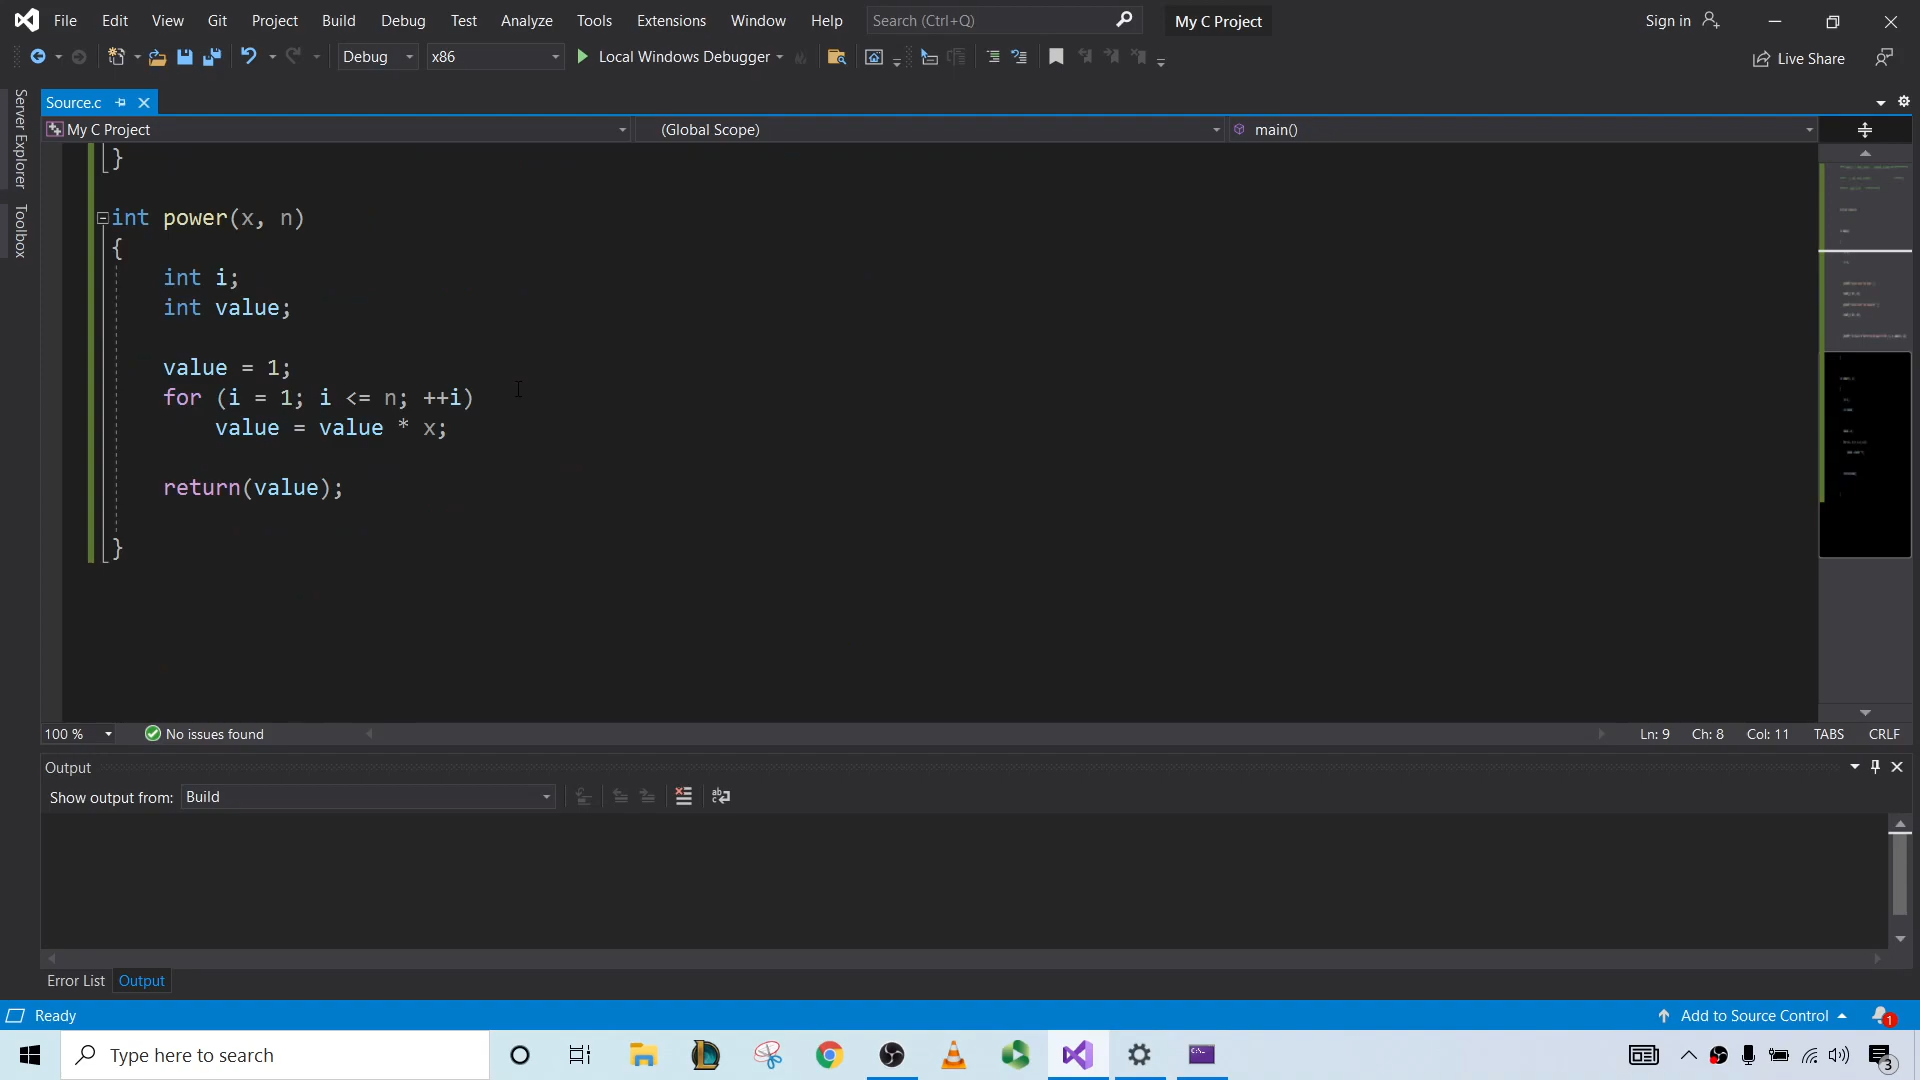 File Edit View Git Project Build Debug Test Analyze Tools Extensions Window Help Search (Ctrl+Q) My C Project Sign in
Debug x86 Local Windows Debugger Live Share
Server Explorer
Toolbox
Source.c
My C Project (Global Scope) main()
}
int power(x, n)
{
int i;
int value;
value = 1;
for (i = 1; i <= n; ++i)
value = value * x;
return(value);
}
100 % No issues found Ln: 9 Ch: 8 Col: 11 TABS CRLF
Output
Show output from: Build
Error List Output
Ready Add to Source Control 1
Type here to search 3